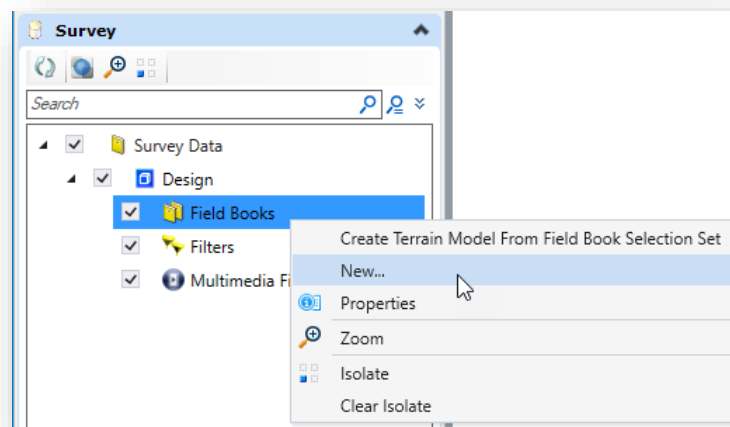 Survey
Search
Survey Data
Design
Field Books
Filters
Multimedia Fi
Create Terrain Model From Field Book Selection Set
New...
Properties
Zoom
Isolate
Clear Isolate